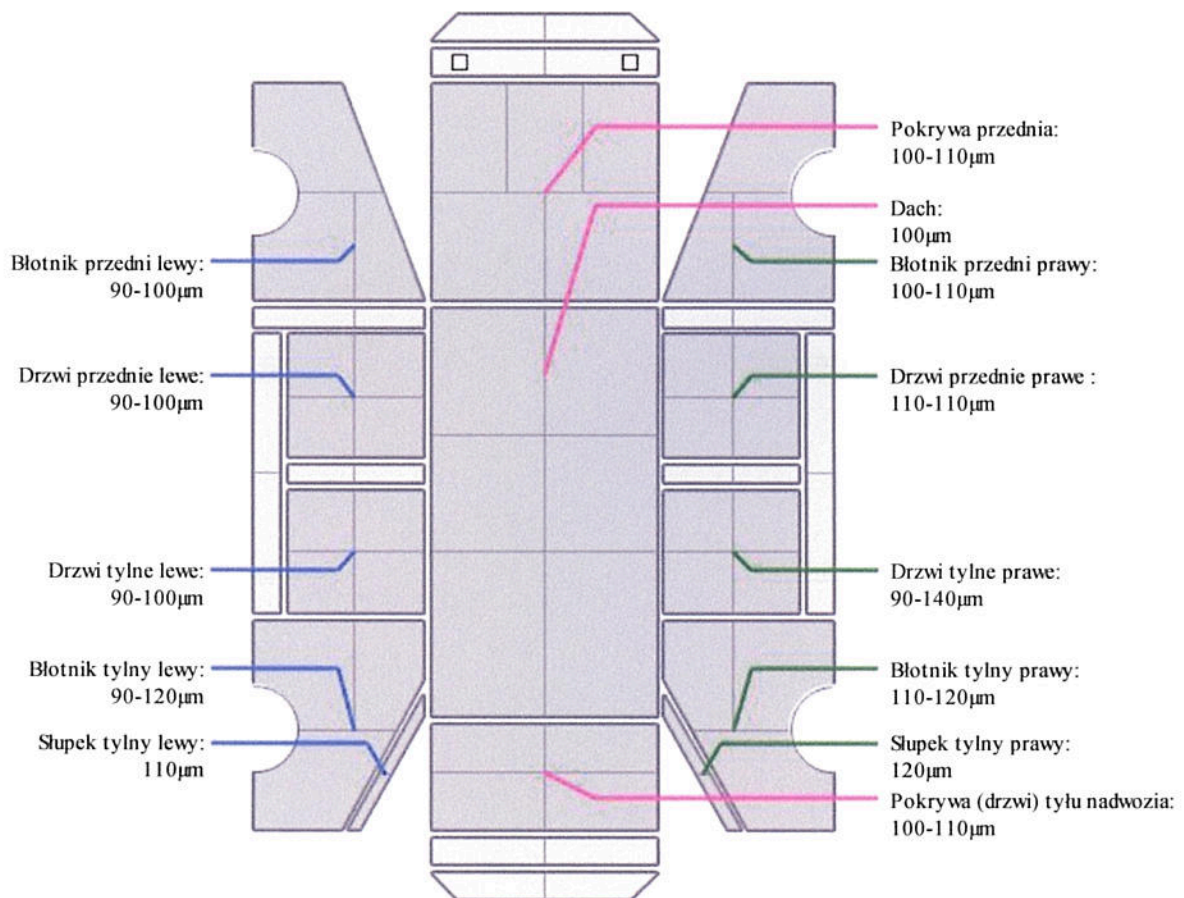 Pokrywa przednia:
100-110μm
Dach:
100μm
Błotnik przedni lewy:
90-100μm
Błotnik przedni prawy:
100-110μm
Drzwi przednie lewe:
90-100μm
Drzwi przednie prawe :
110-110μm
Drzwi tylne lewe:
90-100μm
Drzwi tylne prawe:
90-140μm
Błotnik tylny lewy:
90-120μm
Błotnik tylny prawy:
110-120μm
Słupek tylny lewy:
110μm
Słupek tylny prawy:
120μm
Pokrywa (drzwi) tyłu nadwozia:
100-110μm